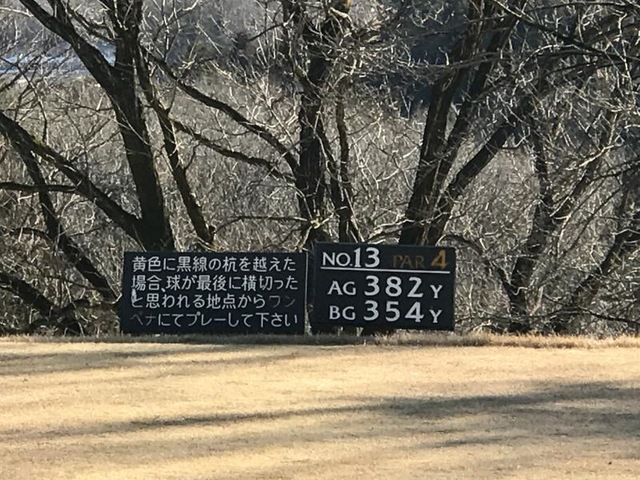 黄色に黒線の杭を越えた
場合、球が最後に横切った
と思われる地点からワン
ペナにてプレーして下さい
NO.13 PAR 4
AG 382 Y
BG 354 Y